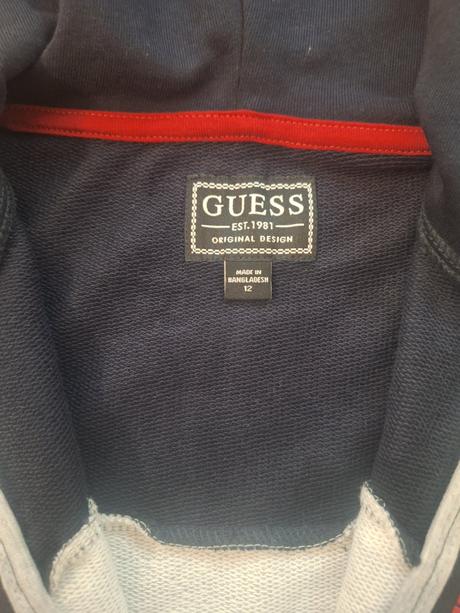 GUESS
EST. 1981
ORIGINAL DESIGN
MADE IN
BANGLADESH
12